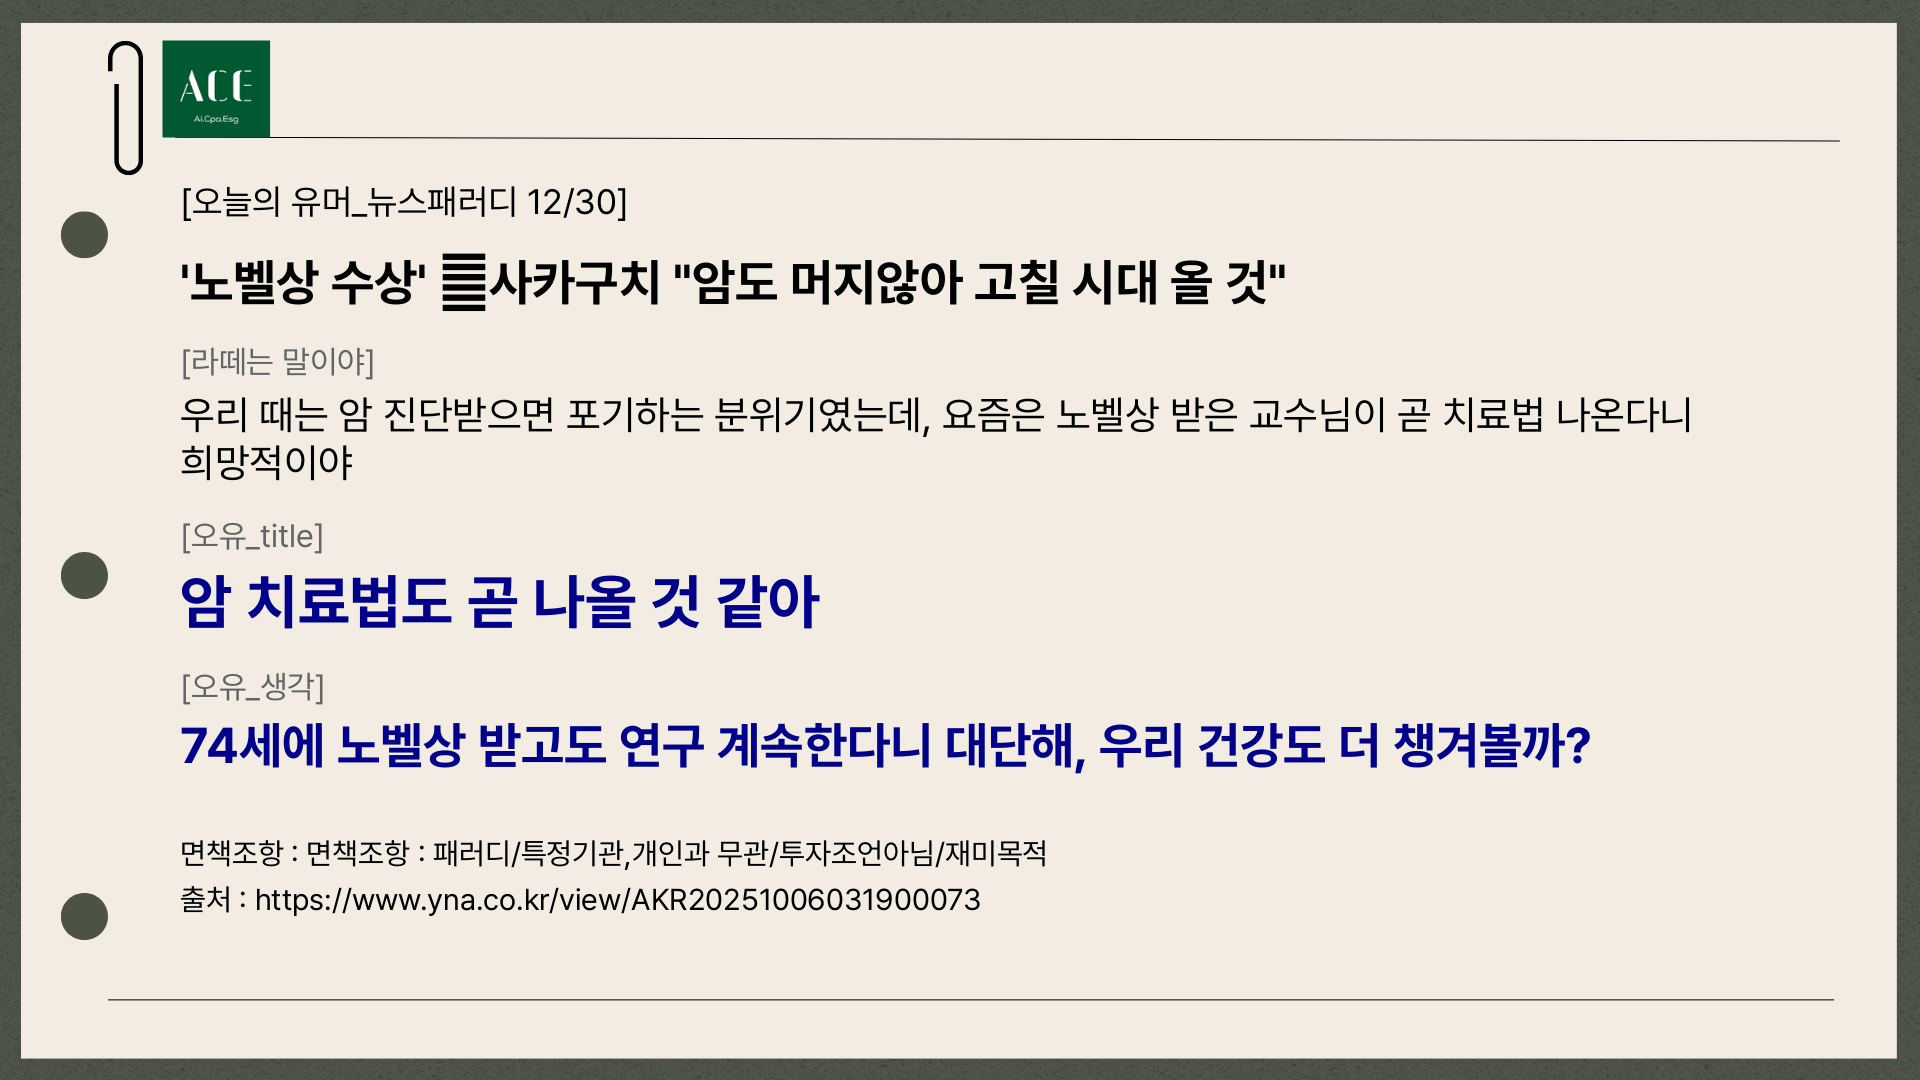 ACE
Ai.Cpa.Esg
[오늘의 유머_뉴스패러디 12/30]
'노벨상 수상' 사카구치 "암도 머지않아 고칠 시대 올 것"
[라떼는 말이야]
우리 때는 암 진단받으면 포기하는 분위기였는데, 요즘은 노벨상 받은 교수님이 곧 치료법 나온다니
희망적이야
[오유_title]
암 치료법도 곧 나올 것 같아
[오유_생각]
74세에 노벨상 받고도 연구 계속한다니 대단해, 우리 건강도 더 챙겨볼까?
면책조항 : 면책조항 : 패러디/특정기관,개인과 무관/투자조언아님/재미목적
출처 : https://www.yna.co.kr/view/AKR20251006031900073